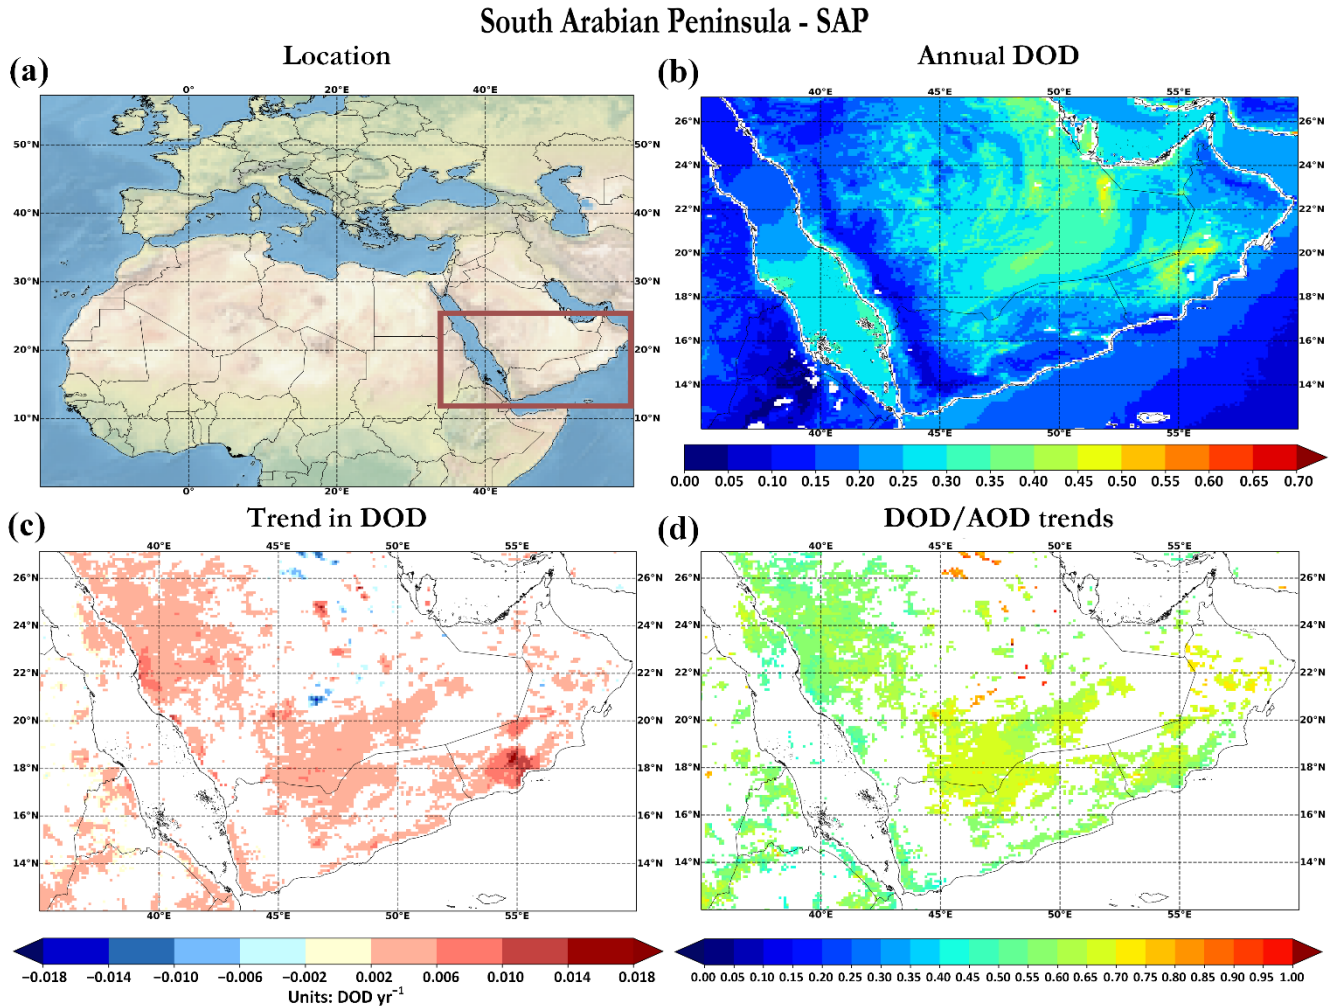 South Arabian Peninsula - SAP
(a)
Location
0° 20°E 40°E
50°N
40°N
30°N
20°N
10°N
0° 20°E 40°E
(b)
Annual DOD
40°E 45°E 50°E 55°E
26°N
24°N
22°N
20°N
18°N
16°N
14°N
26°N
24°N
22°N
20°N
18°N
16°N
14°N
40°E 45°E 50°E 55°E
0.00 0.05 0.10 0.15 0.20 0.25 0.30 0.35 0.40 0.45 0.50 0.55 0.60 0.65 0.70
(c)
Trend in DOD
40°E 45°E 50°E 55°E
26°N
24°N
22°N
20°N
18°N
16°N
14°N
26°N
24°N
22°N
20°N
18°N
16°N
14°N
40°E 45°E 50°E 55°E
−0.018 −0.014 −0.010 −0.006 −0.002 0.002 0.006 0.010 0.014 0.018
Units: DOD yr⁻¹
(d)
DOD/AOD trends
40°E 45°E 50°E 55°E
26°N
24°N
22°N
20°N
18°N
16°N
14°N
26°N
24°N
22°N
20°N
18°N
16°N
14°N
40°E 45°E 50°E 55°E
0.00 0.05 0.10 0.15 0.20 0.25 0.30 0.35 0.40 0.45 0.50 0.55 0.60 0.65 0.70 0.75 0.80 0.85 0.90 0.95 1.00